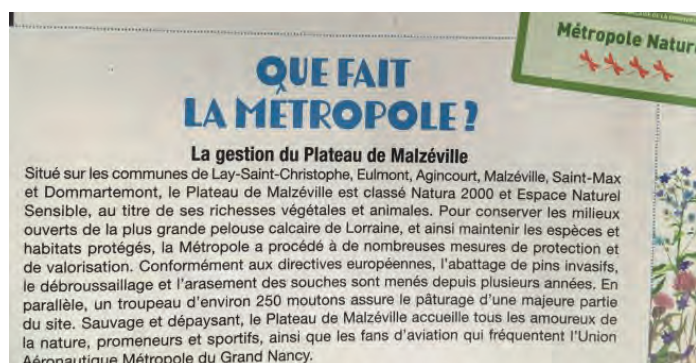 Métropole Natur
QUE FAIT
LA MÉTROPOLE ?
La gestion du Plateau de Malzéville
Situé sur les communes de Lay-Saint-Christophe, Eulmont, Agincourt, Malzéville, Saint-Max
et Dommartemont, le Plateau de Malzéville est classé Natura 2000 et Espace Naturel
Sensible, au titre de ses richesses végétales et animales. Pour conserver les milieux
ouverts de la plus grande pelouse calcaire de Lorraine, et ainsi maintenir les espèces et
habitats protégés, la Métropole a procédé à de nombreuses mesures de protection et
de valorisation. Conformément aux directives européennes, l'abattage de pins invasifs,
le débroussaillage et l'arasement des souches sont menés depuis plusieurs années. En
parallèle, un troupeau d'environ 250 moutons assure le pâturage d'une majeure partie
du site. Sauvage et dépaysant, le Plateau de Malzéville accueille tous les amoureux de
la nature, promeneurs et sportifs, ainsi que les fans d'aviation qui fréquentent l'Union
Aéronautique Métropole du Grand Nancy.